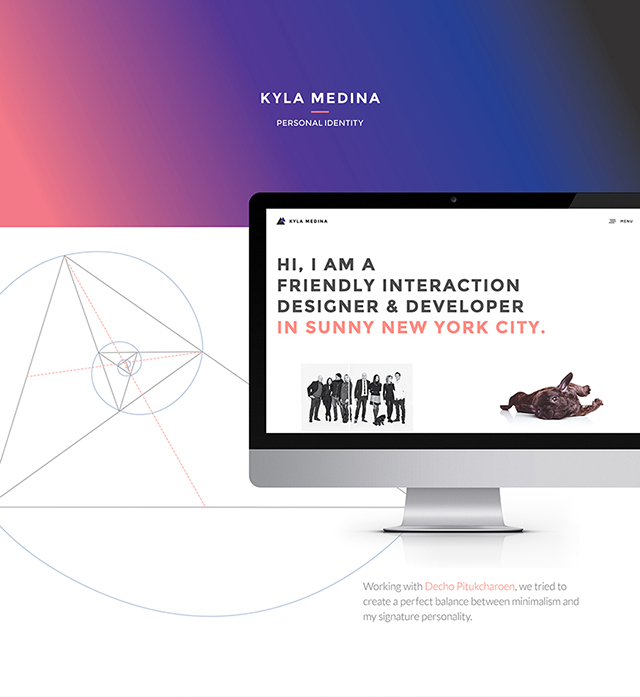 KYLA MEDINA
PERSONAL IDENTITY
KYLA MEDINA
MENU
HI, I AM A
FRIENDLY INTERACTION
DESIGNER & DEVELOPER
IN SUNNY NEW YORK CITY.
Working with Decho Pitukcharoen, we tried to
create a perfect balance between minimalism and
my signature personality.